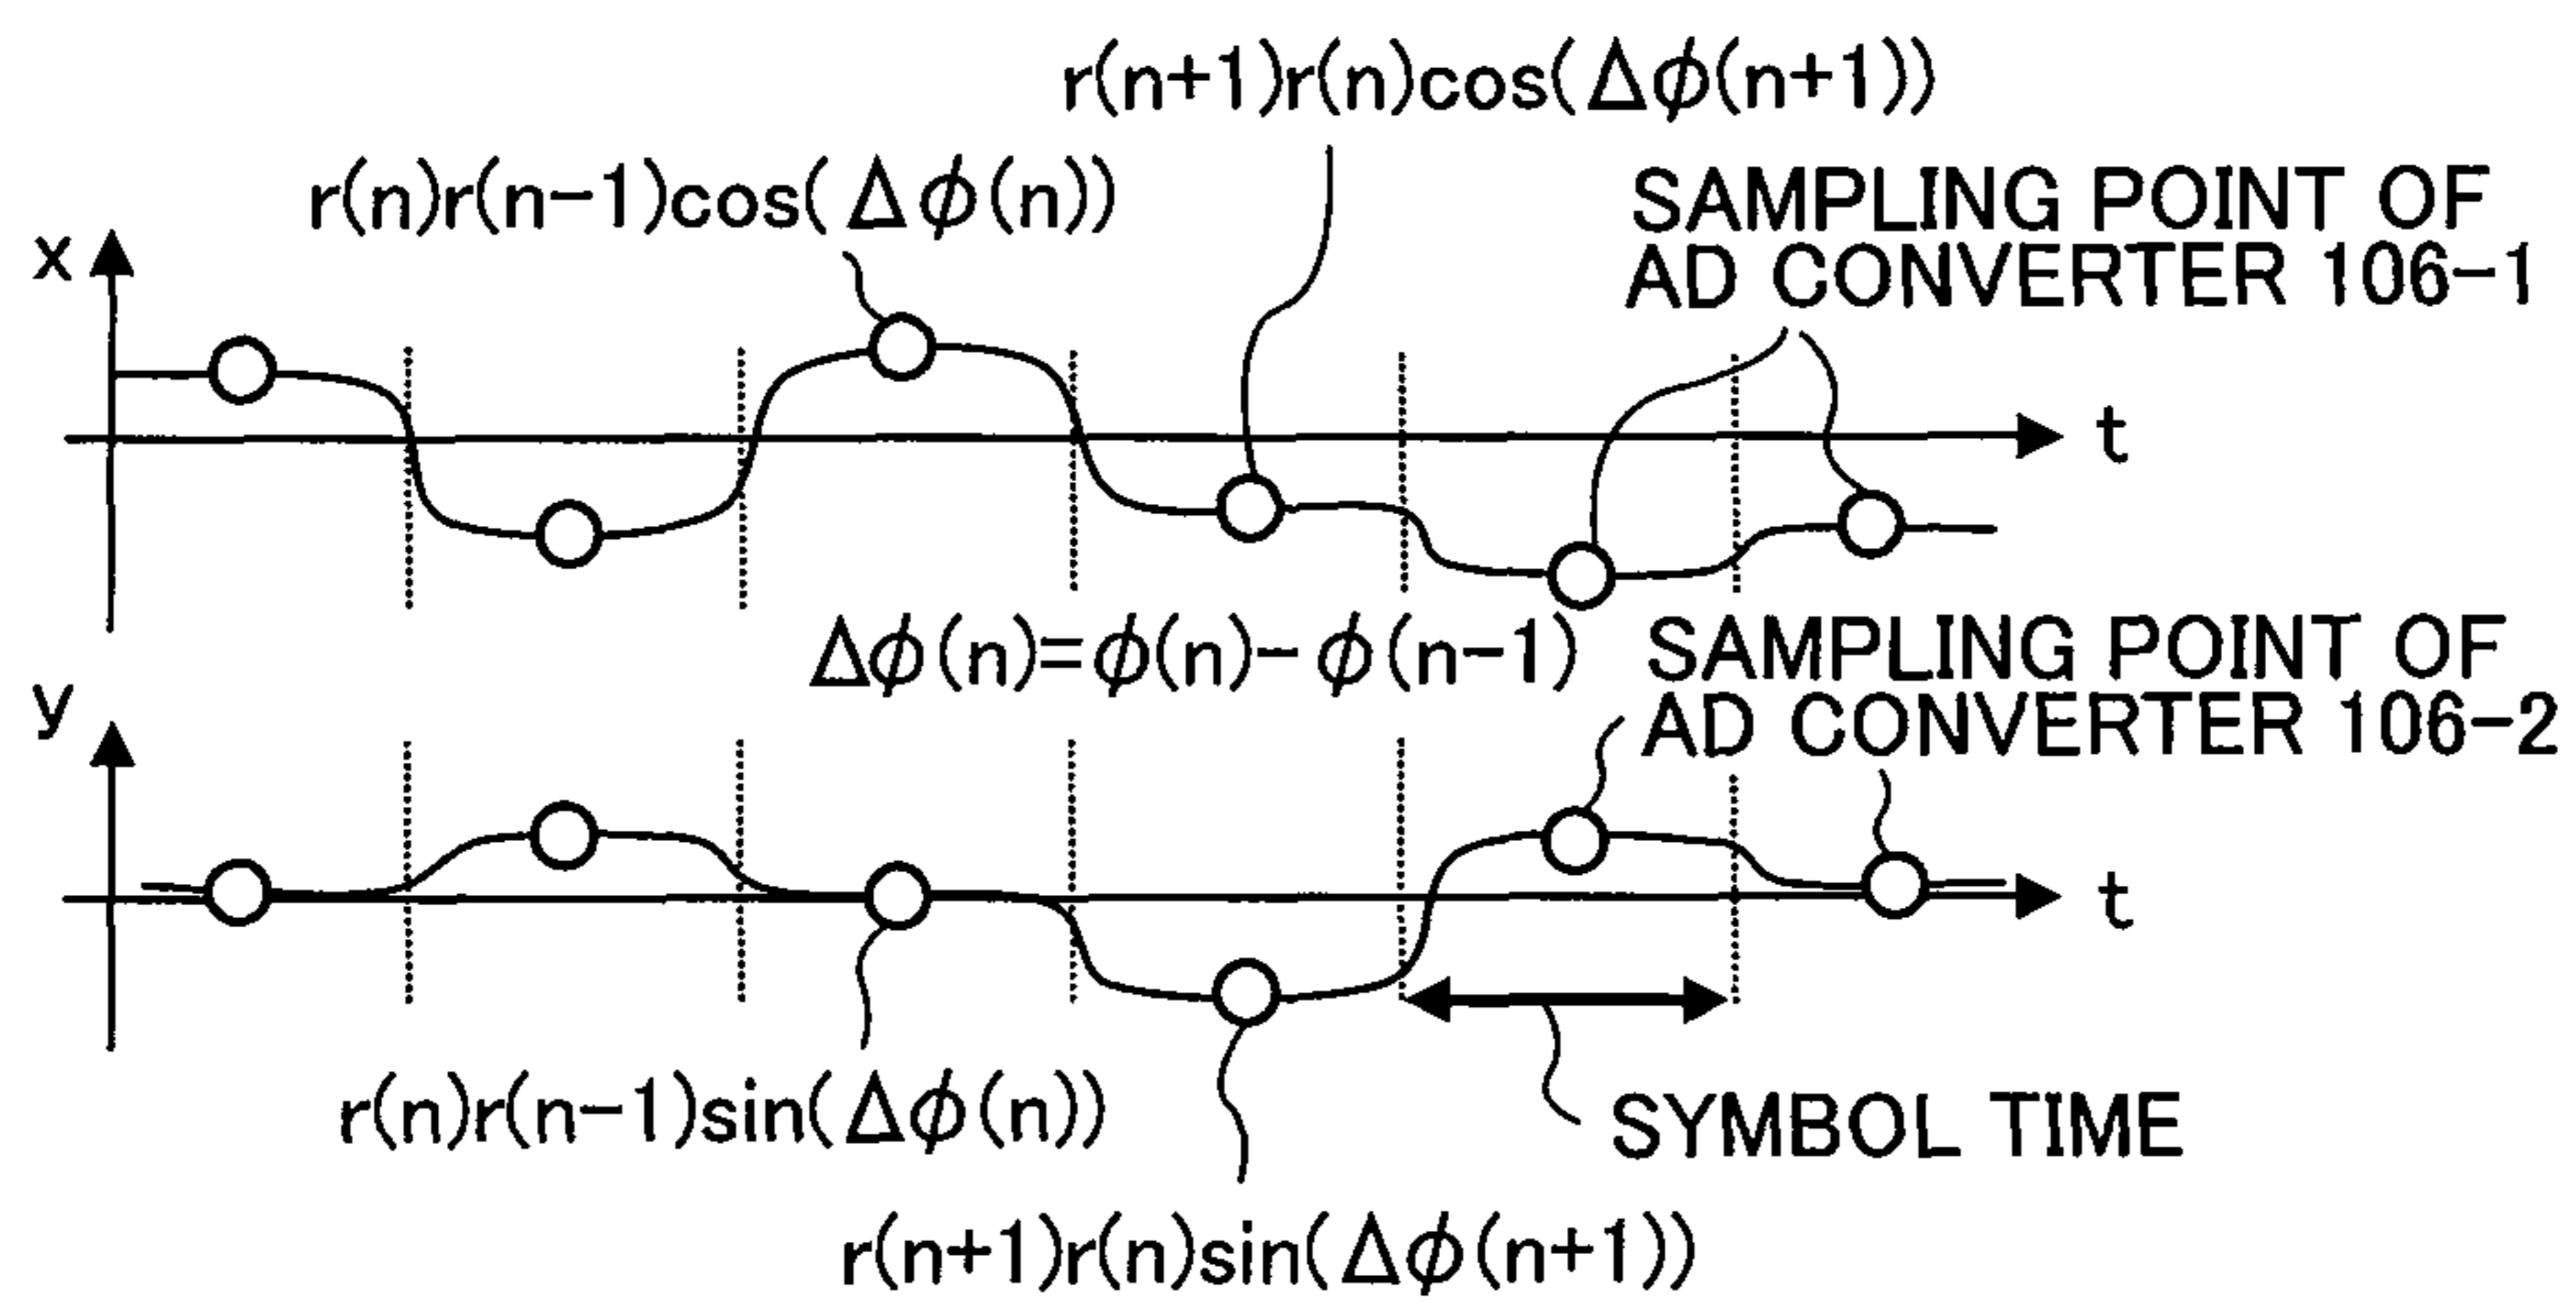 r(n+1)r(n)cos(Δϕ(n+1))
r(n)r(n-1)cos(Δϕ(n))
SAMPLING POINT OF
AD CONVERTER 106-1
x
t
Δϕ(n)=ϕ(n)-ϕ(n-1)
SAMPLING POINT OF
AD CONVERTER 106-2
y
t
r(n)r(n-1)sin(Δϕ(n))
SYMBOL TIME
r(n+1)r(n)sin(Δϕ(n+1))